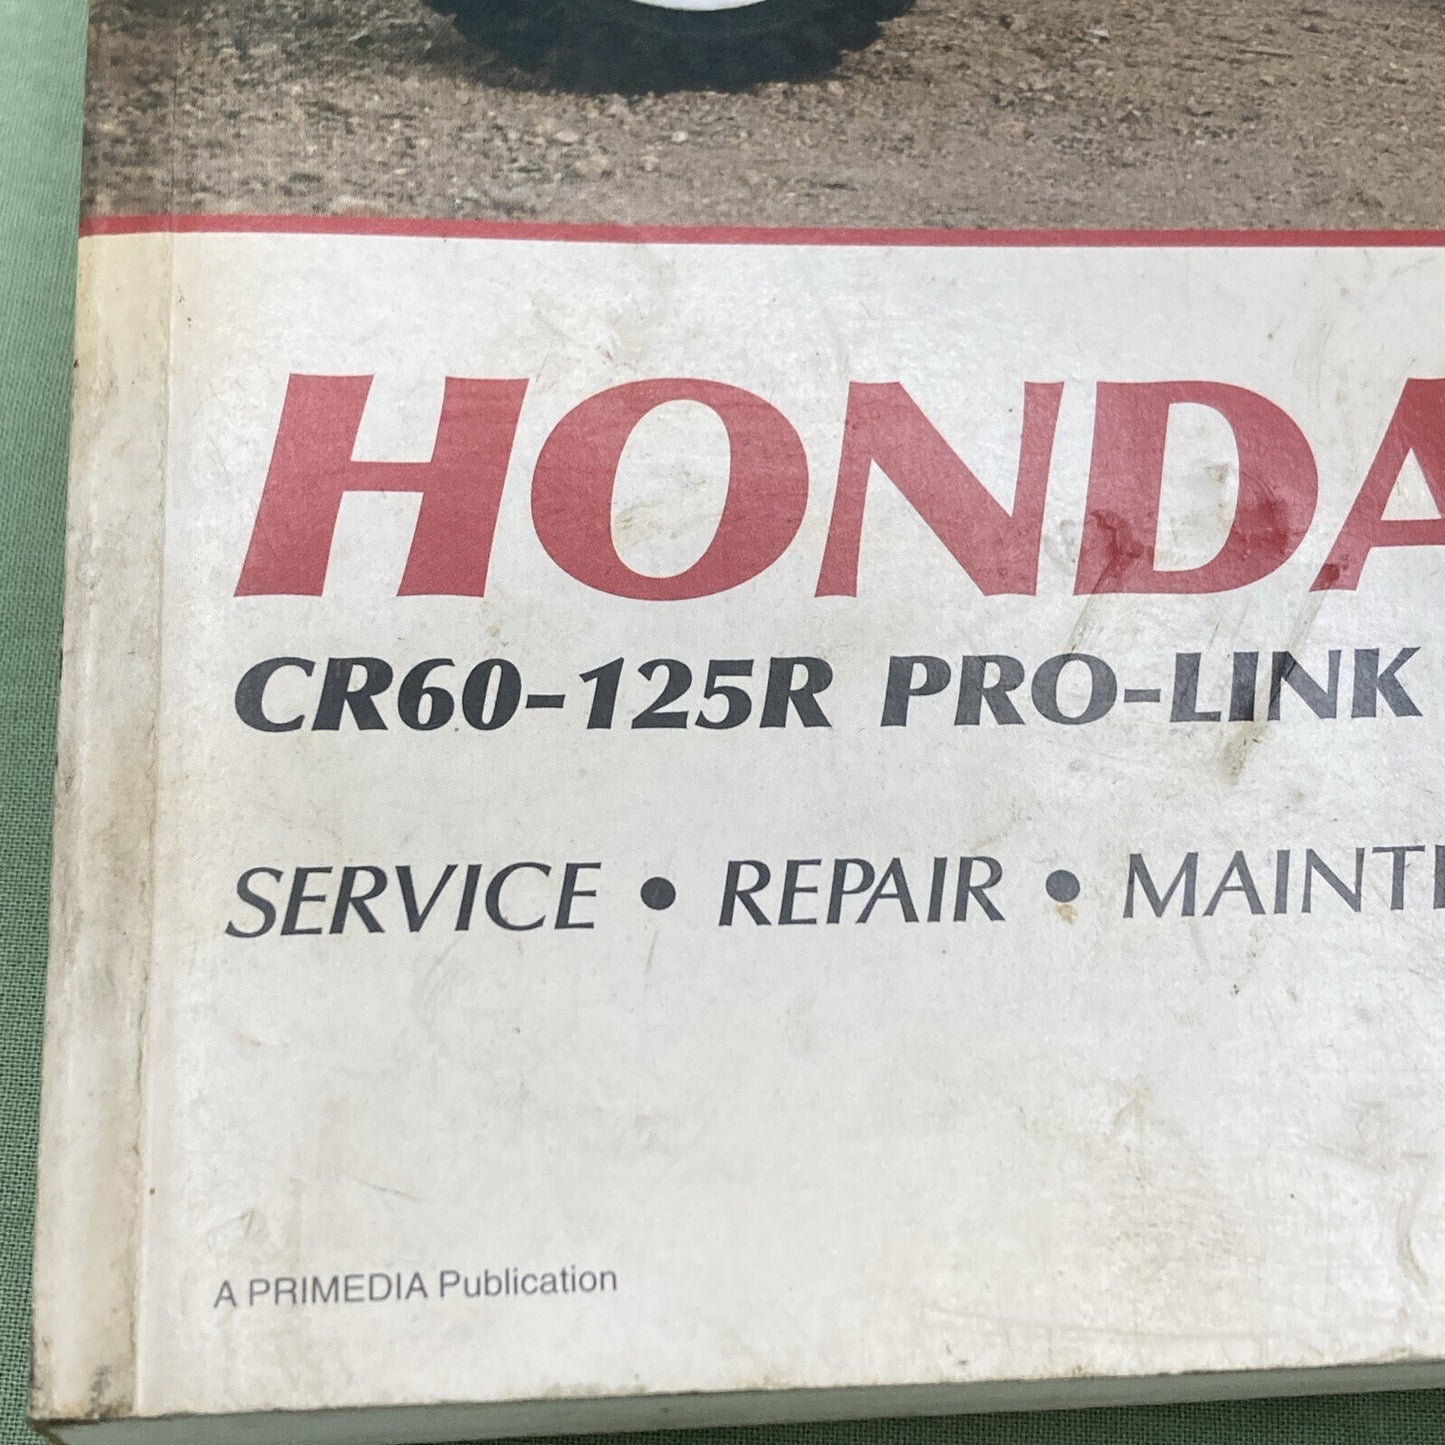 HONDA
CR60-125R PRO-LINK
SERVICE • REPAIR • MAINT
A PRIMEDIA Publication